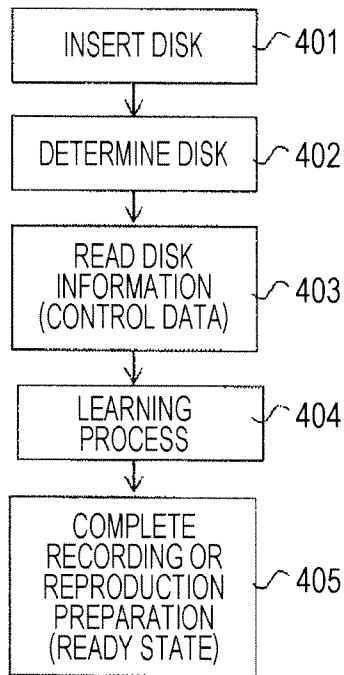 INSERT DISK 401
DETERMINE DISK 402
READ DISK
INFORMATION
(CONTROL DATA)
403
LEARNING
PROCESS
404
COMPLETE
RECORDING OR
REPRODUCTION
PREPARATION
(READY STATE)
405